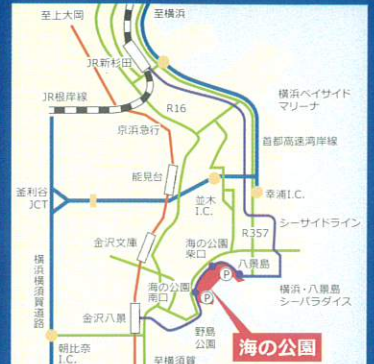 至上大岡
至横浜
JR新杉田
JR根岸線
R16
京浜急行
横浜ベイサイド
マリーナ
首都高速湾岸線
能見台
釜利谷
JCT
並木
I.C.
幸浦I.C.
シーサイドライン
金沢文庫
R357
海の公園
柴口
八景島
横浜横須賀道路
海の公園
南口
P
P
横浜・八景島
シーパラダイス
金沢八景
野島
公園
海の公園
朝比奈
I.C.
至横須賀